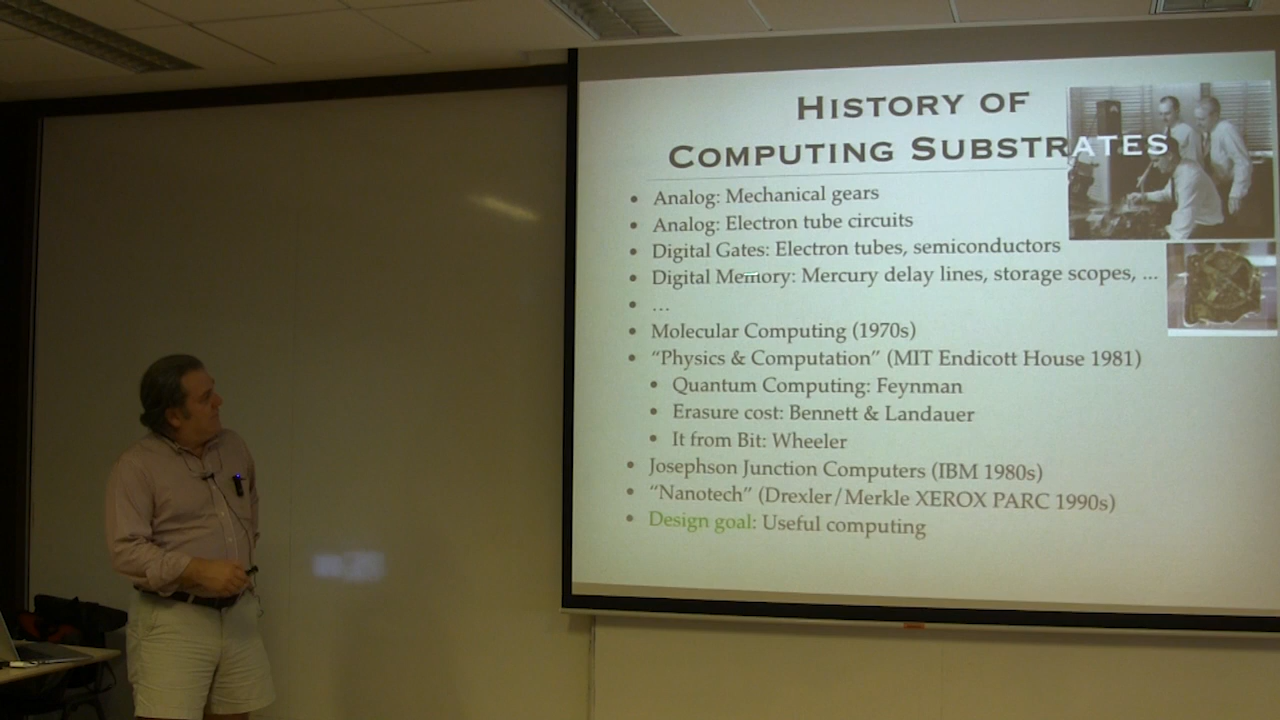 HISTORY OF
COMPUTING SUBSTRATES
• Analog: Mechanical gears
• Analog: Electron tube circuits
• Digital Gates: Electron tubes, semiconductors
• Digital Memory: Mercury delay lines, storage scopes, ...
• ...
• Molecular Computing (1970s)
• “Physics & Computation” (MIT Endicott House 1981)
• Quantum Computing: Feynman
• Erasure cost: Bennett & Landauer
• It from Bit: Wheeler
• Josephson Junction Computers (IBM 1980s)
• “Nanotech” (Drexler/Merkle XEROX PARC 1990s)
• Design goal: Useful computing